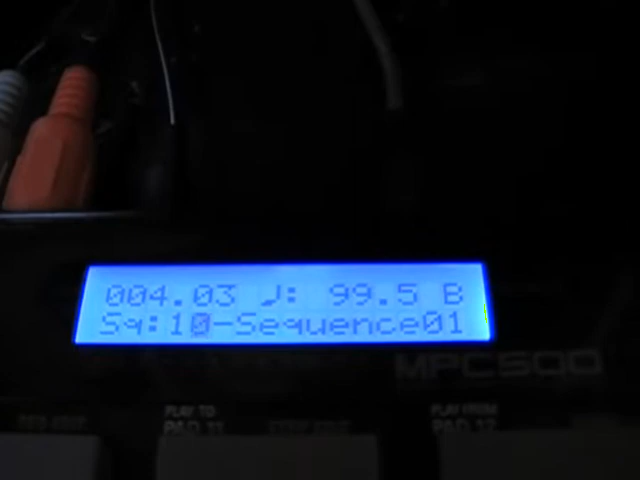 004.03 ♩: 99.5 B
Sq:10-Sequence01
MPC500
PLAY TO
PAD 11
PLAY FROM
PAD 12